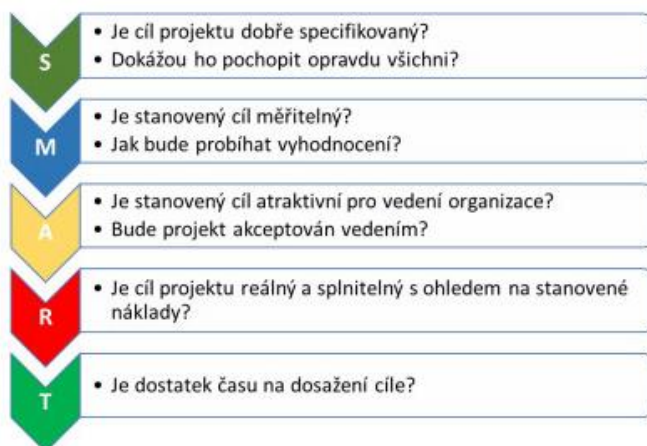 S
• Je cíl projektu dobře specifikovaný?
• Dokážou ho pochopit opravdu všichni?
M
• Je stanovený cíl měřitelný?
• Jak bude probíhat vyhodnocení?
A
• Je stanovený cíl atraktivní pro vedení organizace?
• Bude projekt akceptován vedením?
R
• Je cíl projektu reálný a splnitelný s ohledem na stanovené
náklady?
T
• Je dostatek času na dosažení cíle?